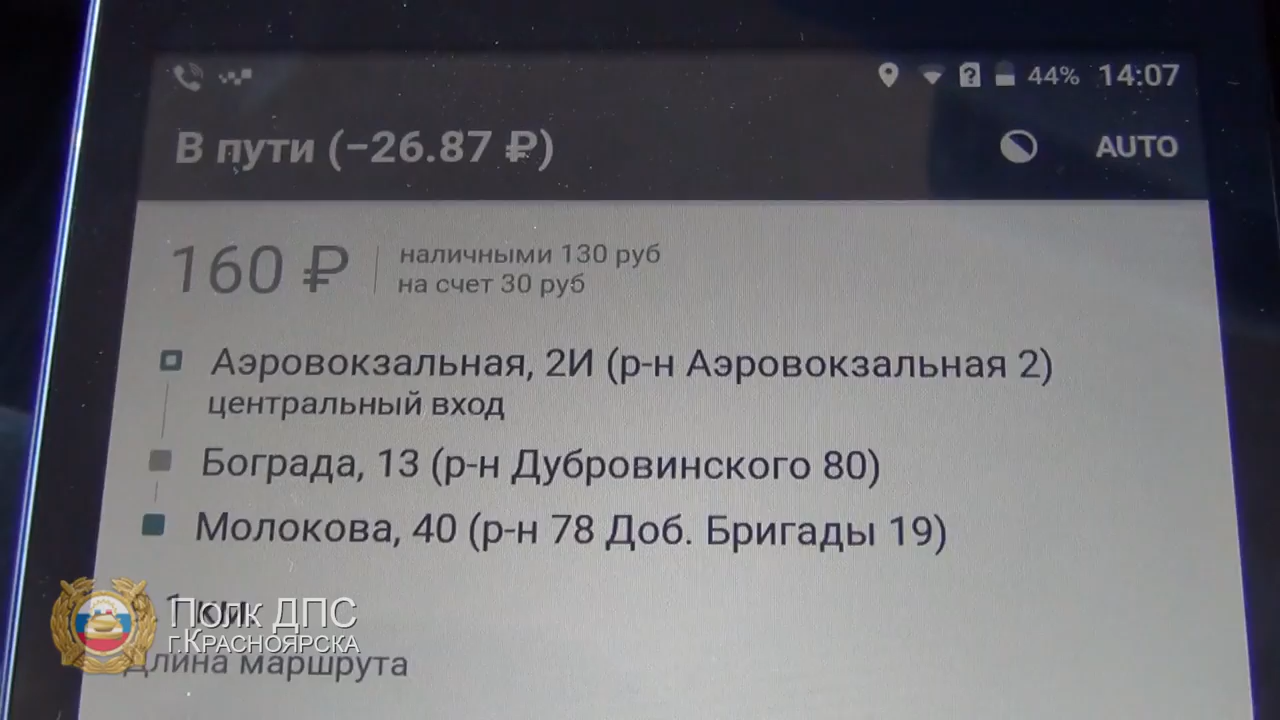 44% 14:07
В пути (−26.87 ₽) AUTO
160 ₽
наличными 130 руб
на счет 30 руб
Аэровокзальная, 2И (р-н Аэровокзальная 2)
центральный вход
Бограда, 13 (р-н Дубровинского 80)
Молокова, 40 (р-н 78 Доб. Бригады 19)
Полк ДПС
г.Красноярска
Длина маршрута